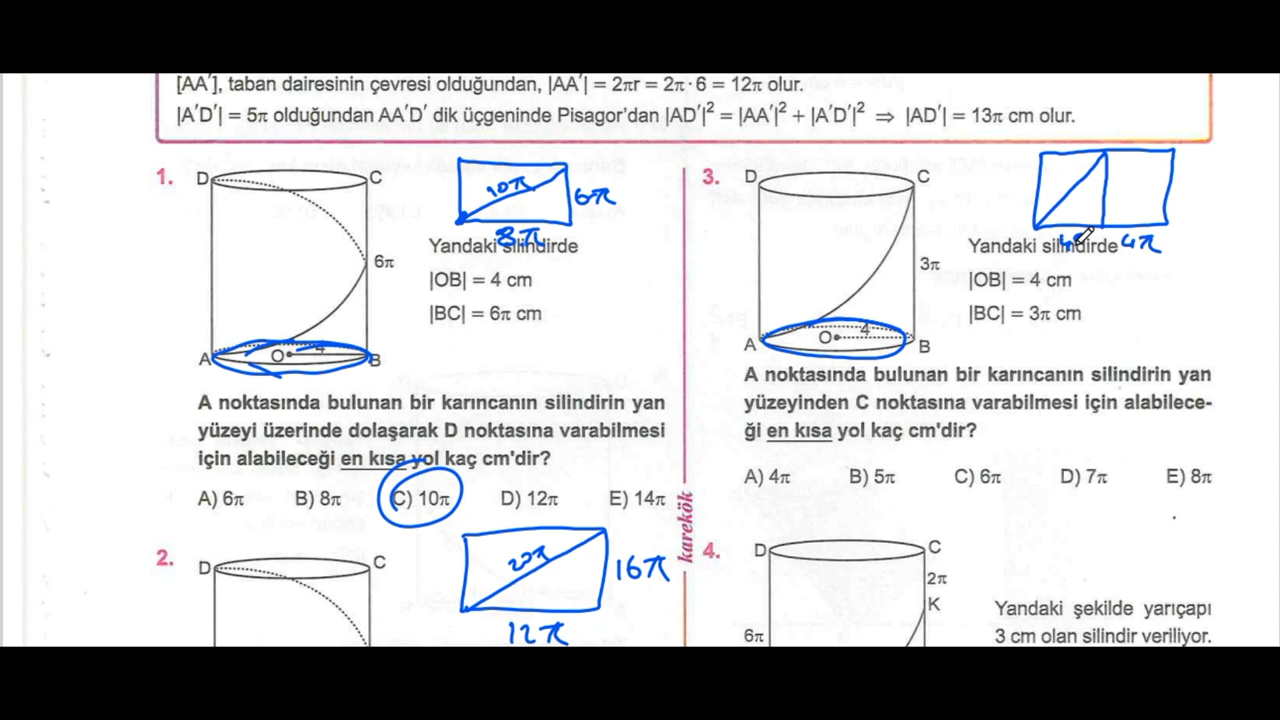 [AA′], taban dairesinin çevresi olduğundan, |AA′| = 2πr = 2π·6 = 12π olur.
|A′D′| = 5π olduğundan AA′D′ dik üçgeninde Pisagor'dan |AD′|² = |AA′|² + |A′D′|² ⇒ |AD′| = 13π cm olur.
1.
D
C
6π
A
O
4
B
10π
6π
8π
Yandaki silindirde
|OB| = 4 cm
|BC| = 6π cm
A noktasında bulunan bir karıncanın silindirin yan
yüzeyi üzerinde dolaşarak D noktasına varabilmesi
için alabileceği en kısa yol kaç cm'dir?
A) 6π B) 8π C) 10π D) 12π E) 14π
2.
D
C
20π
16π
12π
karekök
3.
D
C
3π
A
O
4
B
4π
Yandaki silindirde
|OB| = 4 cm
|BC| = 3π cm
A noktasında bulunan bir karıncanın silindirin yan
yüzeyinden C noktasına varabilmesi için alabilece-
ği en kısa yol kaç cm'dir?
A) 4π B) 5π C) 6π D) 7π E) 8π
4.
D
C
2π
K
6π
Yandaki şekilde yarıçapı
3 cm olan silindir veriliyor.